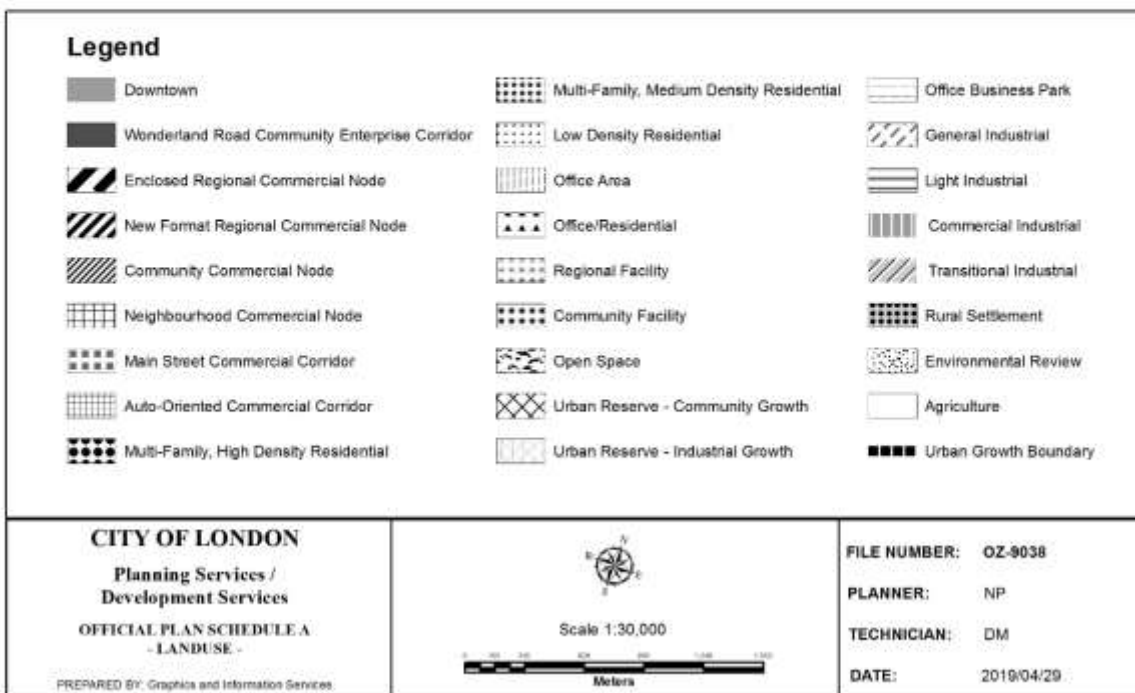 Legend
Downtown
Wonderland Road Community Enterprise Corridor
Enclosed Regional Commercial Node
New Format Regional Commercial Node
Community Commercial Node
Neighbourhood Commercial Node
Main Street Commercial Corridor
Auto-Oriented Commercial Corridor
Multi-Family, High Density Residential
Multi-Family, Medium Density Residential
Low Density Residential
Office Area
Office/Residential
Regional Facility
Community Facility
Open Space
Urban Reserve - Community Growth
Urban Reserve - Industrial Growth
Office Business Park
General Industrial
Light Industrial
Commercial Industrial
Transitional Industrial
Rural Settlement
Environmental Review
Agriculture
Urban Growth Boundary
CITY OF LONDON
Planning Services /
Development Services
OFFICIAL PLAN SCHEDULE A
- LANDUSE -
PREPARED BY: Graphics and Information Services
N
E
S
Scale 1:30,000
Meters
FILE NUMBER: OZ-9038
PLANNER: NP
TECHNICIAN: DM
DATE: 2019/04/29